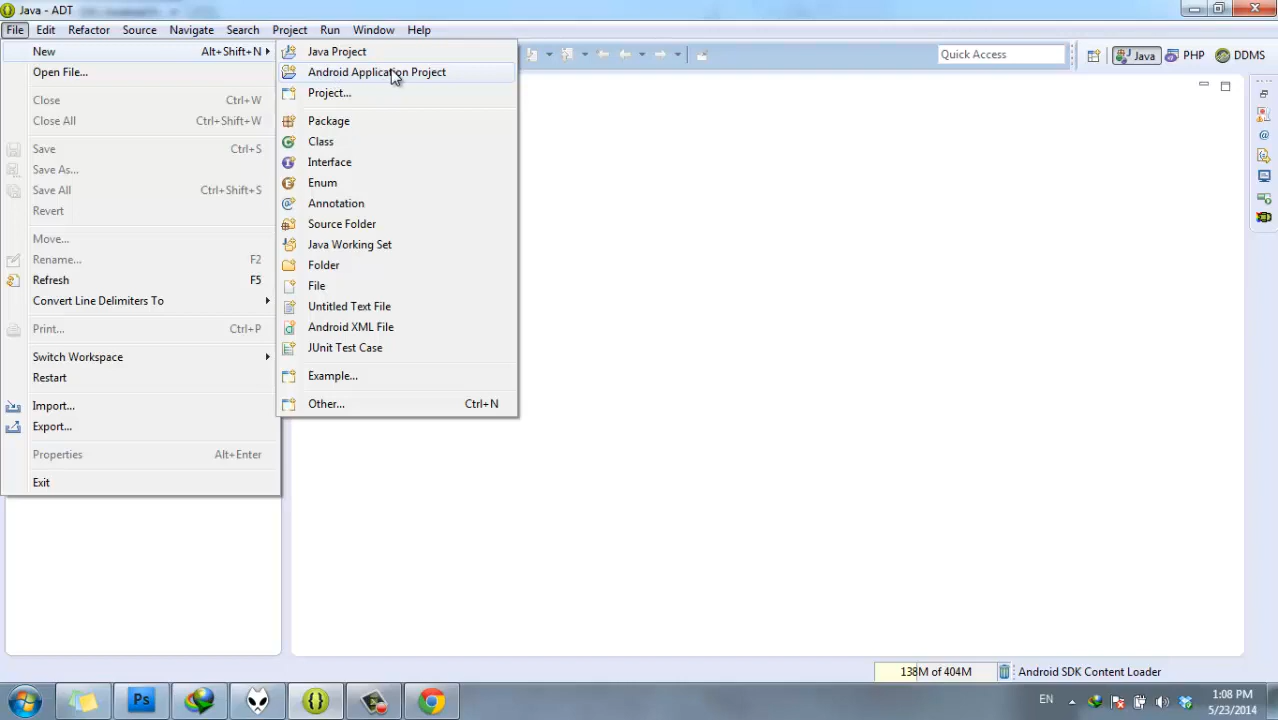 Java - ADT
File Edit Refactor Source Navigate Search Project Run Window Help
New Alt+Shift+N
Open File...
Close Ctrl+W
Close All Ctrl+Shift+W
Save Ctrl+S
Save As...
Save All Ctrl+Shift+S
Revert
Move...
Rename... F2
Refresh F5
Convert Line Delimiters To
Print... Ctrl+P
Switch Workspace
Restart
Import...
Export...
Properties Alt+Enter
Exit
Java Project
Android Application Project
Project...
Package
Class
Interface
Enum
Annotation
Source Folder
Java Working Set
Folder
File
Untitled Text File
Android XML File
JUnit Test Case
Example...
Other... Ctrl+N
Quick Access
Java PHP DDMS
138M of 404M
Android SDK Content Loader
Ps
EN
1:08 PM
5/23/2014